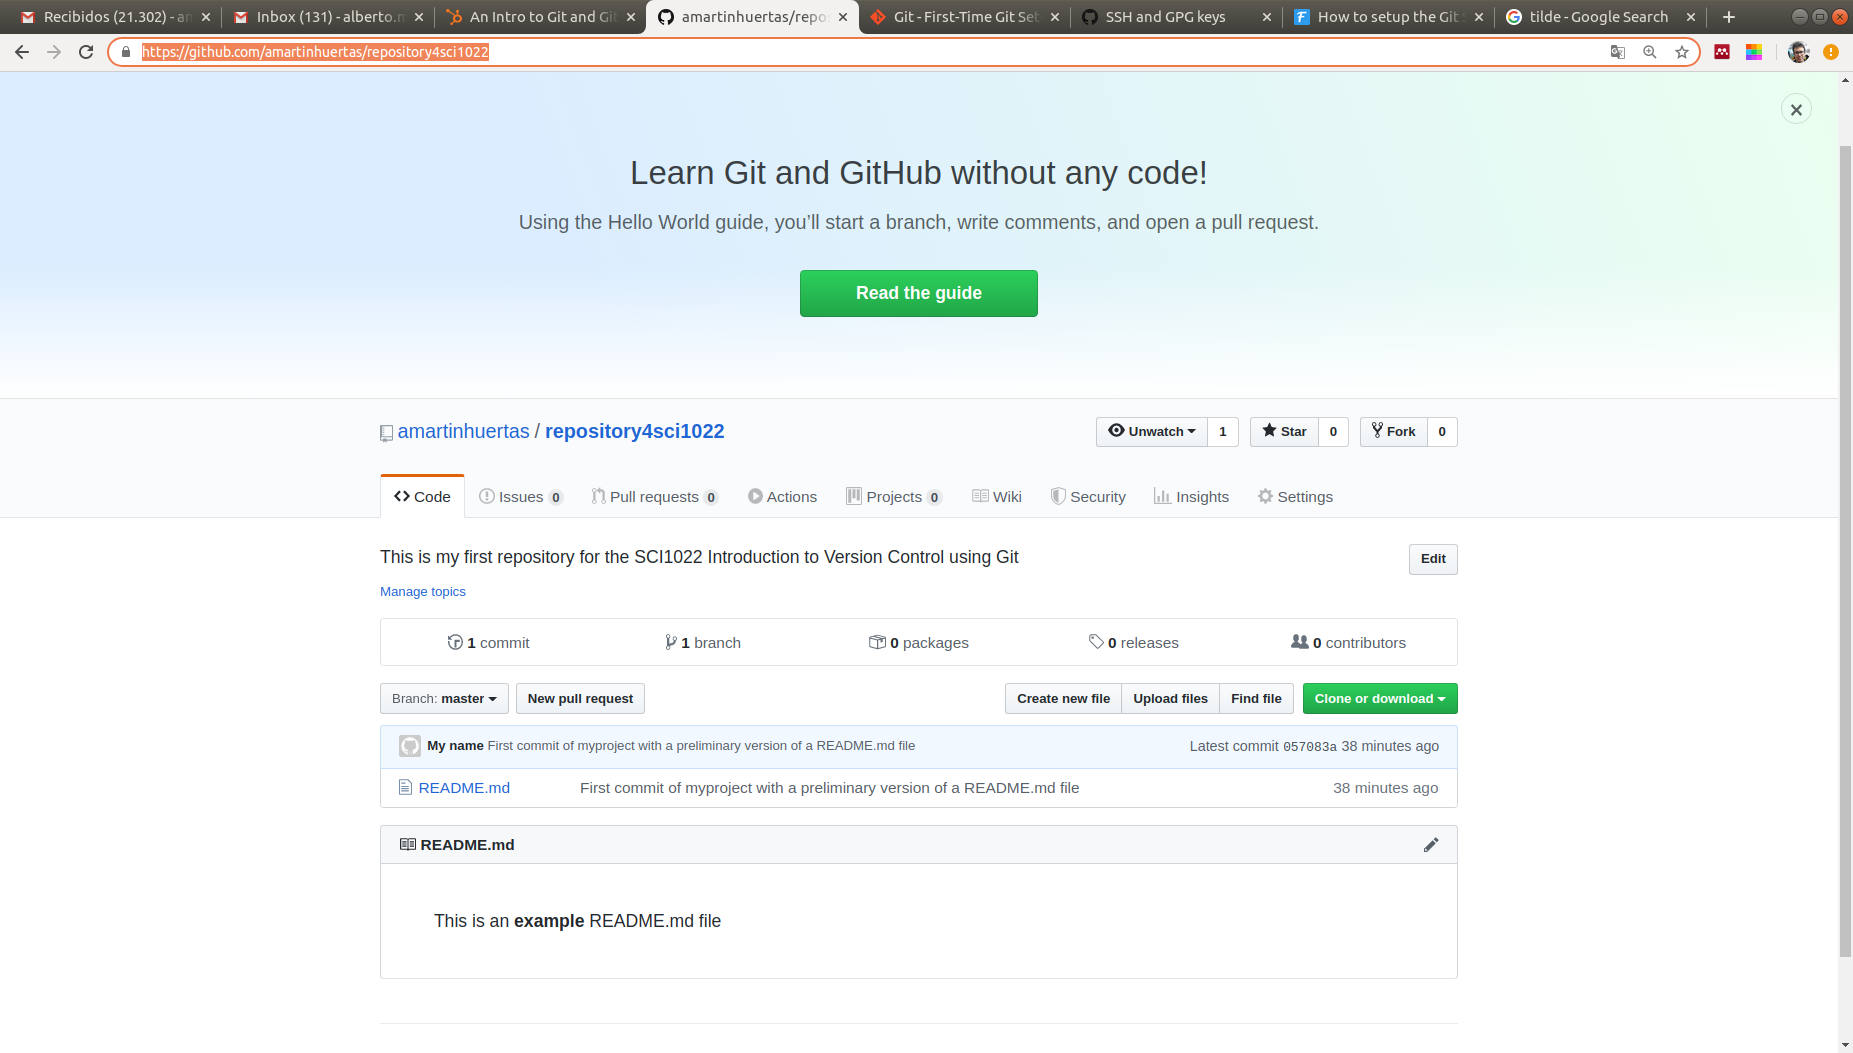 Recibidos (21.302) - am
Inbox (131) - alberto.m
An Intro to Git and Git
amartinhuertas/repos
Git - First-Time Git Set
SSH and GPG keys
How to setup the Git S
tilde - Google Search
https://github.com/amartinhuertas/repository4sci1022
Learn Git and GitHub without any code!
Using the Hello World guide, you’ll start a branch, write comments, and open a pull request.
Read the guide
amartinhuertas / repository4sci1022
Unwatch 1 Star 0 Fork 0
Code Issues 0 Pull requests 0 Actions Projects 0 Wiki Security Insights Settings
This is my first repository for the SCI1022 Introduction to Version Control using Git
Edit
Manage topics
1 commit 1 branch 0 packages 0 releases 0 contributors
Branch: master New pull request Create new file Upload files Find file Clone or download
My name First commit of myproject with a preliminary version of a README.md file Latest commit 057083a 38 minutes ago
README.md First commit of myproject with a preliminary version of a README.md file 38 minutes ago
README.md
This is an example README.md file